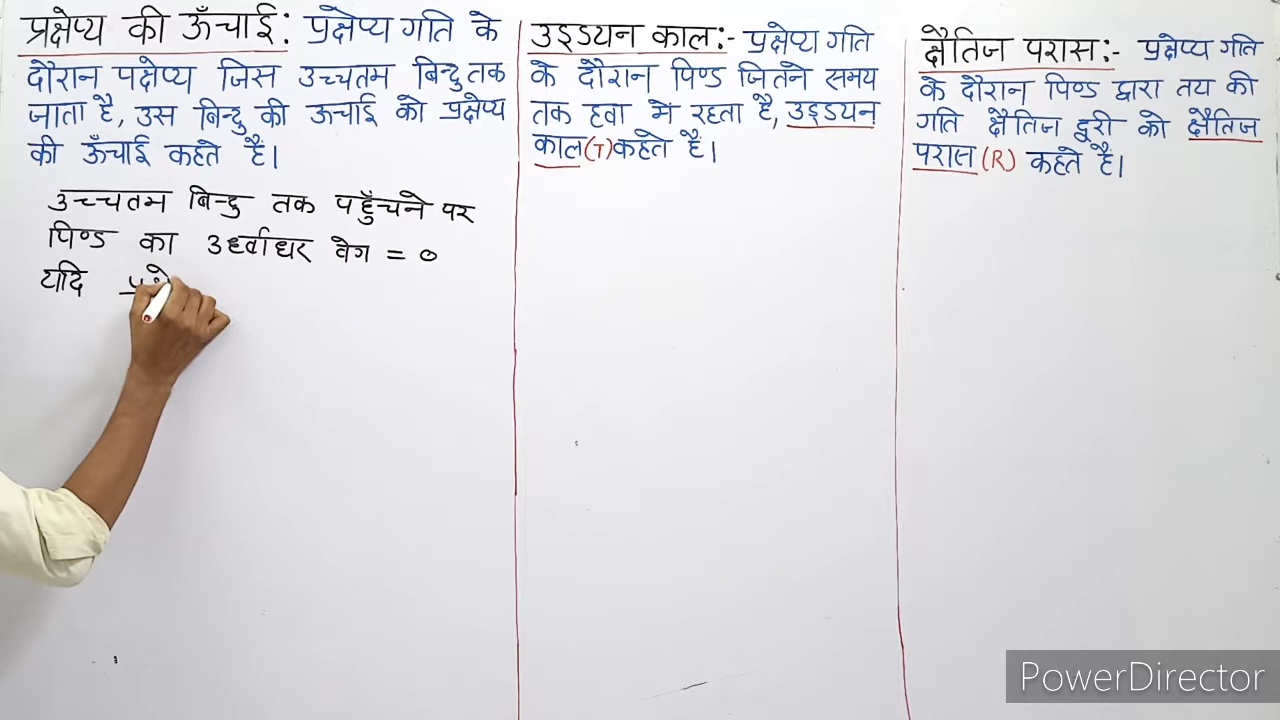 प्रक्षेप्य की ऊँचाई: प्रक्षेप्य गति के
दौरान पक्षेप्य जिस उच्चतम बिन्दु तक
जाता है, उस बिन्दु की ऊचाई को प्रक्षेप्य
की ऊँचाई कहते हैं।
उच्चतम बिन्दु तक पहुँचने पर
पिण्ड का उर्ध्वाधर वेग = 0
यदि
उड्डयन काल:- प्रक्षेप्य गति
के दौरान पिण्ड जितने समय
तक हवा में रहता है, उड्डयन
काल(T)कहते हैं।
क्षैतिज परास:- प्रक्षेप्य गति
के दौरान पिण्ड द्वारा तय की
गति क्षैतिज दुरी को क्षैतिज
परास (R) कहते हैं।
PowerDirector